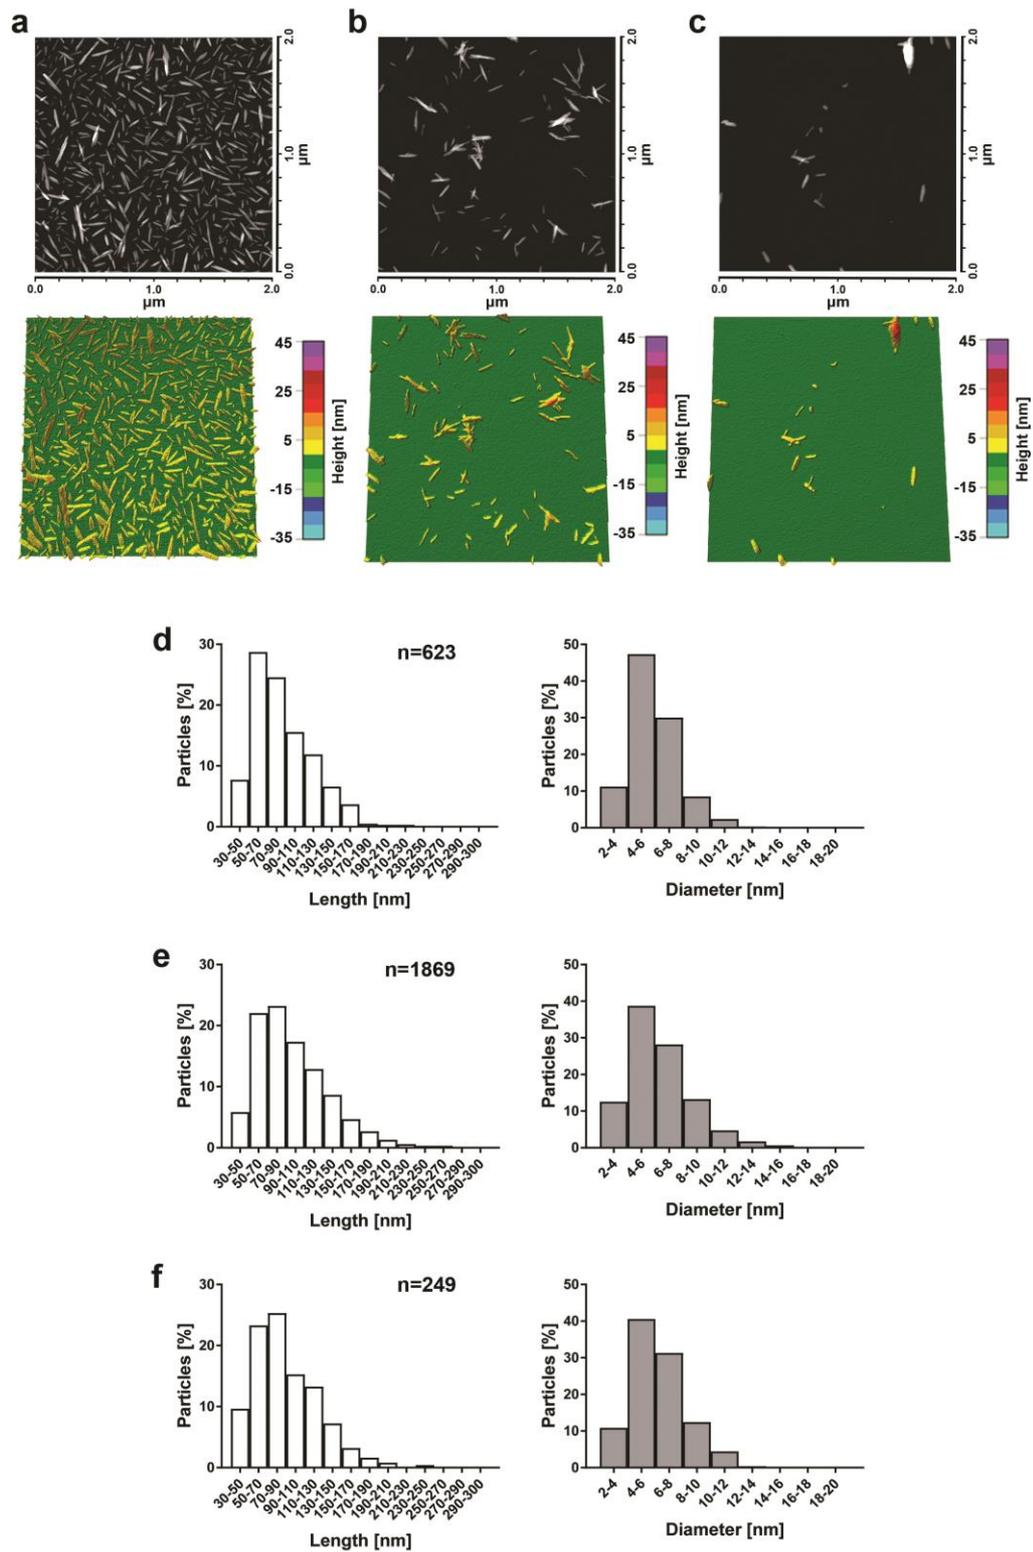 a
b
c
2.0
1.0
0.0
µm
0.0 1.0 2.0
µm
2.0
1.0
0.0
µm
0.0 1.0 2.0
µm
2.0
1.0
0.0
µm
0.0 1.0 2.0
µm
45
25
5
-15
-35
Height [nm]
45
25
5
-15
-35
Height [nm]
45
25
5
-15
-35
Height [nm]
d
n=623
Particles [%]
30
20
10
0
30-50 50-70 70-90 90-110 110-130 130-150 150-170 170-190 190-210 210-230 230-250 250-270 270-290 290-300
Length [nm]
Particles [%]
50
40
30
20
10
0
2-4 4-6 6-8 8-10 10-12 12-14 14-16 16-18 18-20
Diameter [nm]
e
n=1869
Particles [%]
30
20
10
0
30-50 50-70 70-90 90-110 110-130 130-150 150-170 170-190 190-210 210-230 230-250 250-270 270-290 290-300
Length [nm]
Particles [%]
50
40
30
20
10
0
2-4 4-6 6-8 8-10 10-12 12-14 14-16 16-18 18-20
Diameter [nm]
f
n=249
Particles [%]
30
20
10
0
30-50 50-70 70-90 90-110 110-130 130-150 150-170 170-190 190-210 210-230 230-250 250-270 270-290 290-300
Length [nm]
Particles [%]
50
40
30
20
10
0
2-4 4-6 6-8 8-10 10-12 12-14 14-16 16-18 18-20
Diameter [nm]